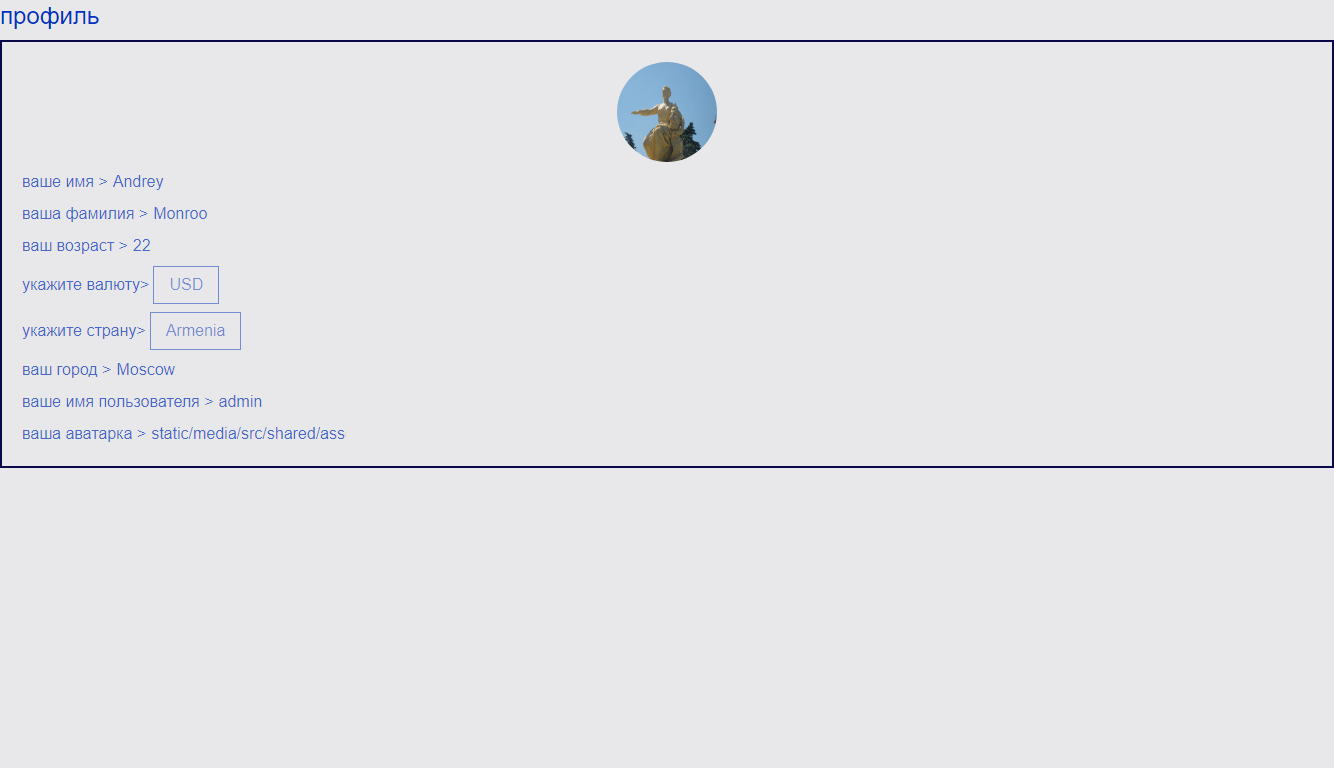 профиль
ваше имя > Andrey
ваша фамилия > Monroo
ваш возраст > 22
укажите валюту> USD
укажите страну> Armenia
ваш город > Moscow
ваше имя пользователя > admin
ваша аватарка > static/media/src/shared/ass